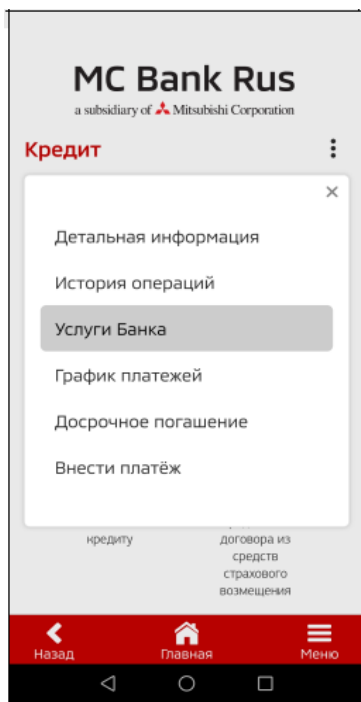 MC Bank Rus
a subsidiary of Mitsubishi Corporation
Кредит
Детальная информация
История операций
Услуги Банка
График платежей
Досрочное погашение
Внести платёж
кредиту
договора из
средств
страхового
возмещения
Назад
Главная
Меню